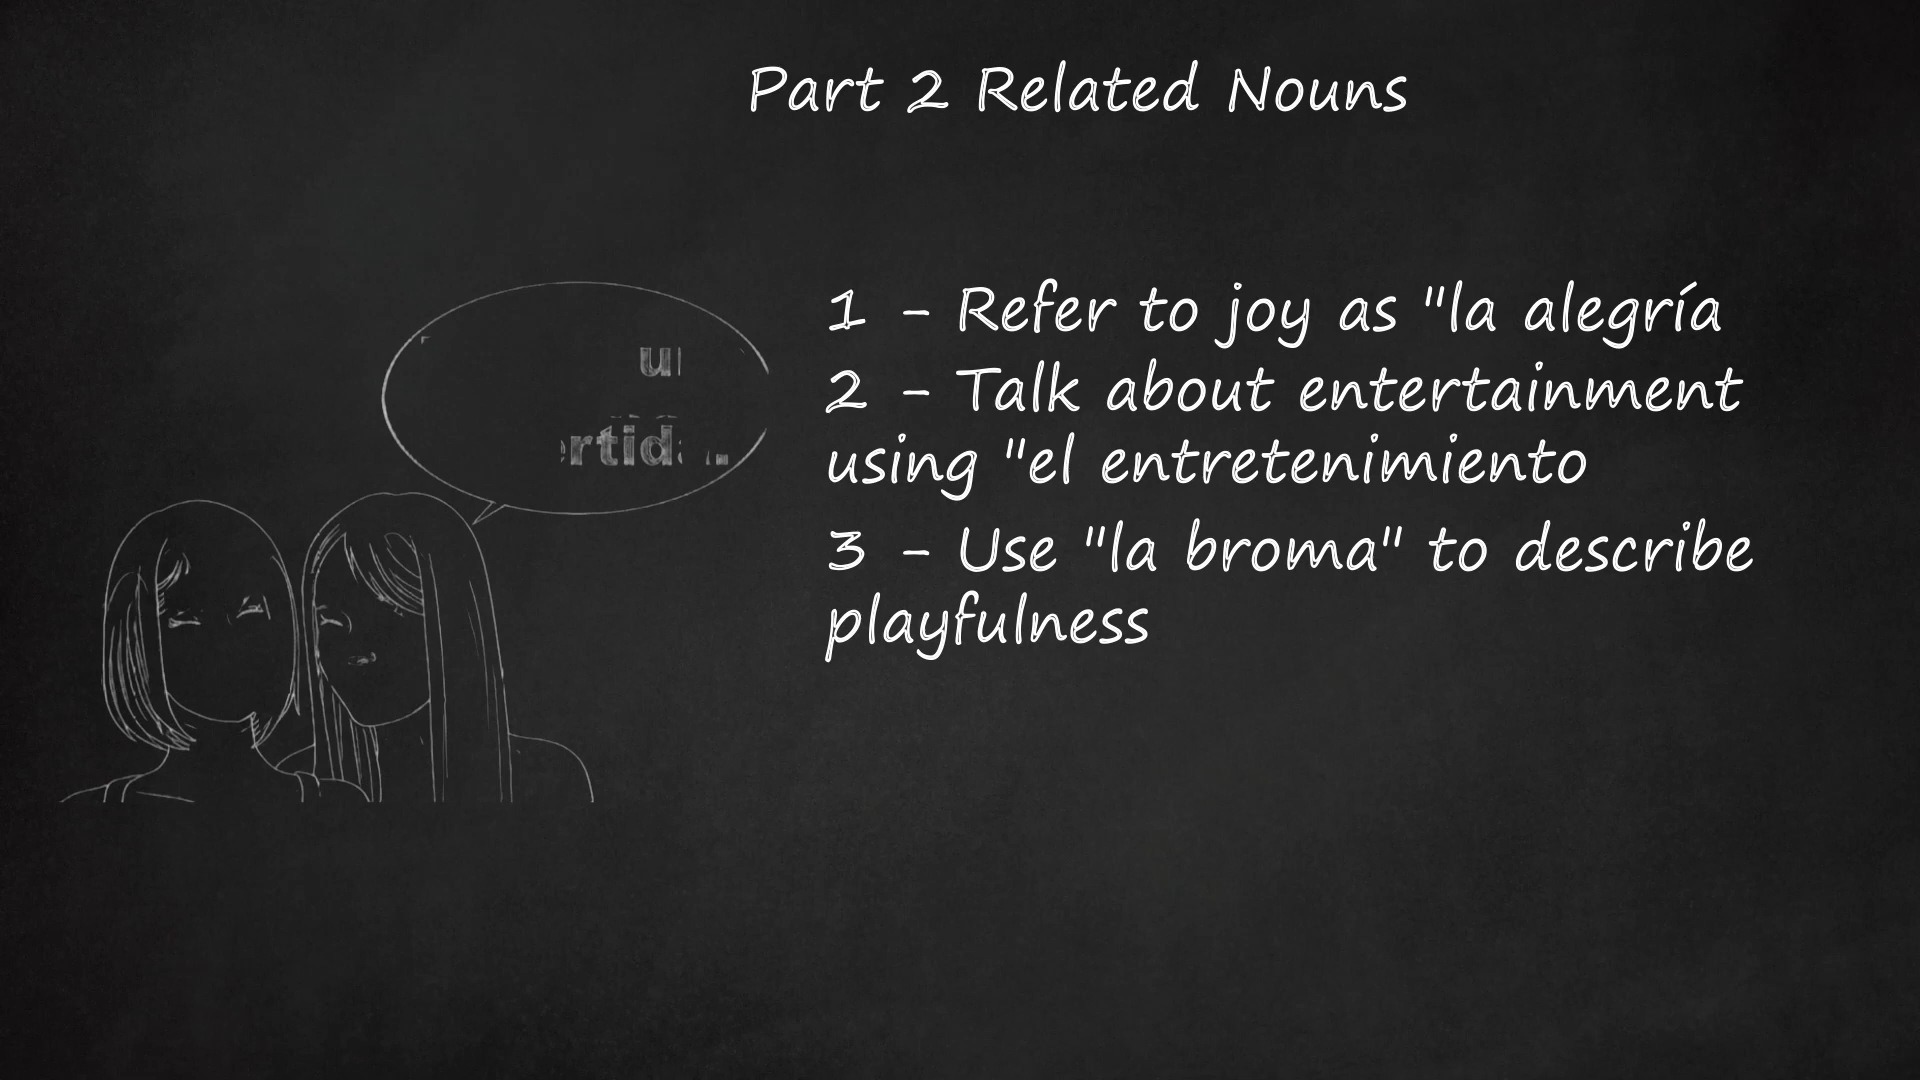 Part 2 Related Nouns
1 - Refer to joy as "la alegría
2 - Talk about entertainment
using "el entretenimiento
3 - Use "la broma" to describe
playfulness